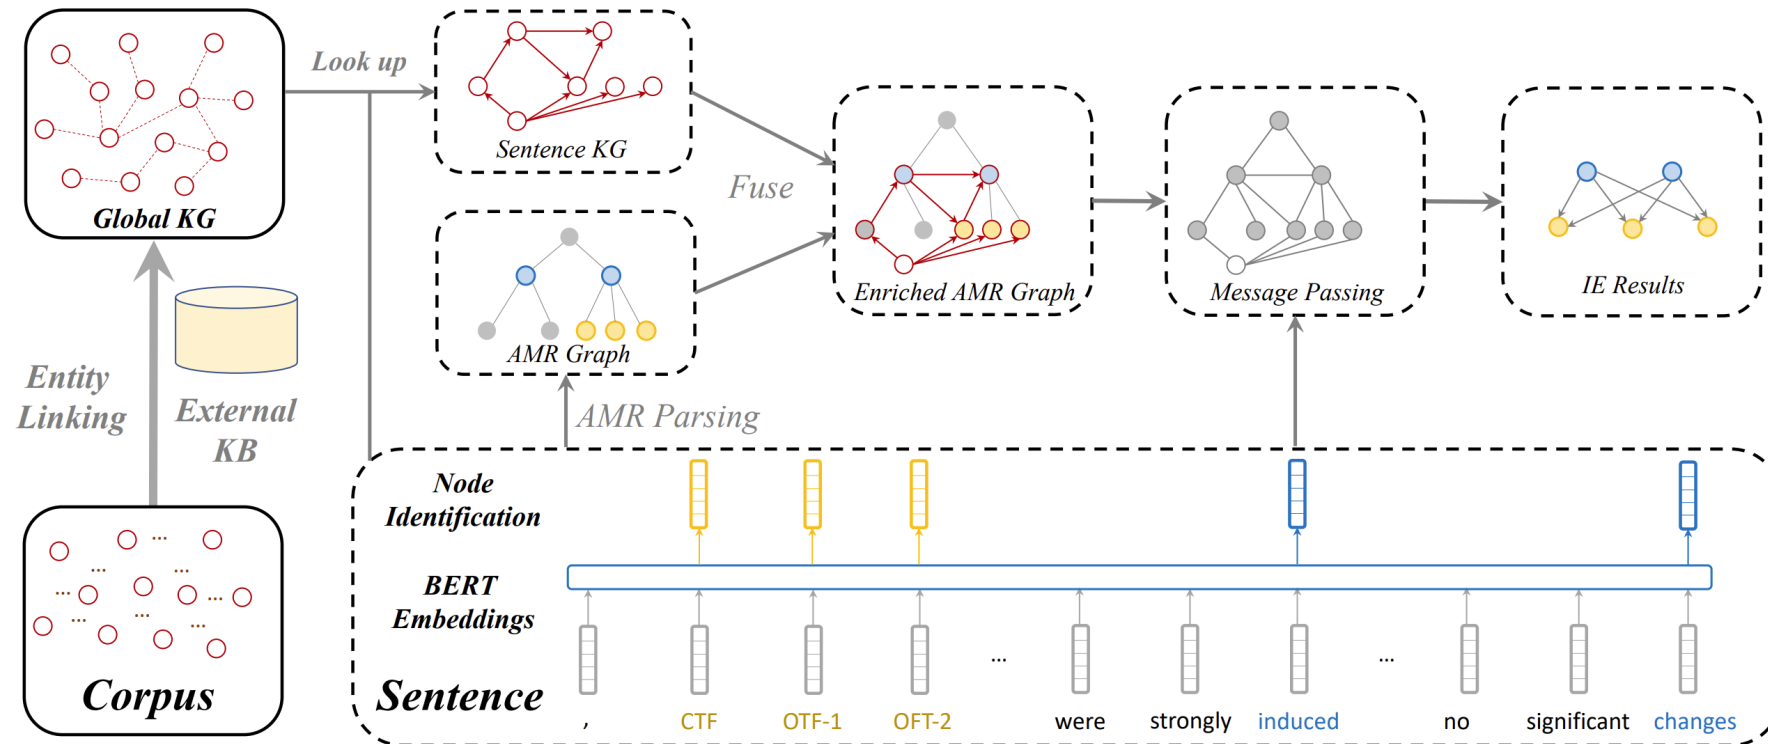 Global KG
Look up
Sentence KG
Fuse
Enriched AMR Graph
Message Passing
IE Results
AMR Graph
AMR Parsing
Entity
Linking
External
KB
Corpus
Node
Identification
BERT
Embeddings
...
...
Sentence
, CTF OTF-1 OFT-2 were strongly induced no significant changes